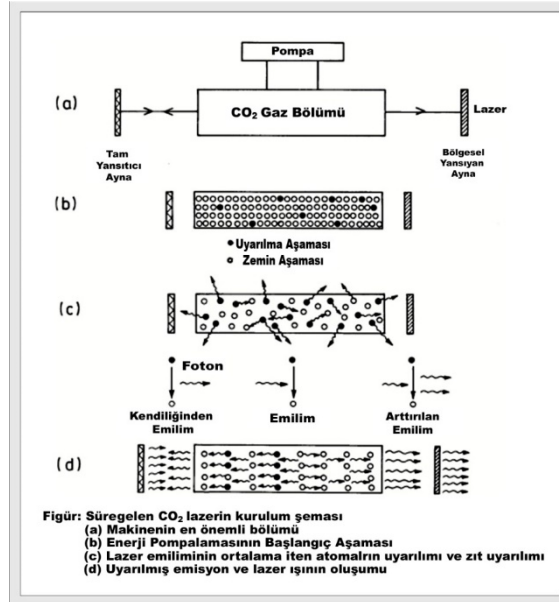 Pompa
(a)
CO₂ Gaz Bölümü
Lazer
Tam
Yansıtıcı
Ayna
Bölgesel
Yansıyan
Ayna
(b)
● Uyarılma Aşaması
○ Zemin Aşaması
(c)
Foton
Kendiliğinden
Emilim
Emilim
Arttırılan
Emilim
(d)
Figür: Süregelen CO₂ lazerin kurulum şeması
(a) Makinenin en önemli bölümü
(b) Enerji Pompalamasının Başlangıç Aşaması
(c) Lazer emiliminin ortalama iten atomalrın uyarılımı ve zıt uyarılımı
(d) Uyarılmış emisyon ve lazer ışının oluşumu